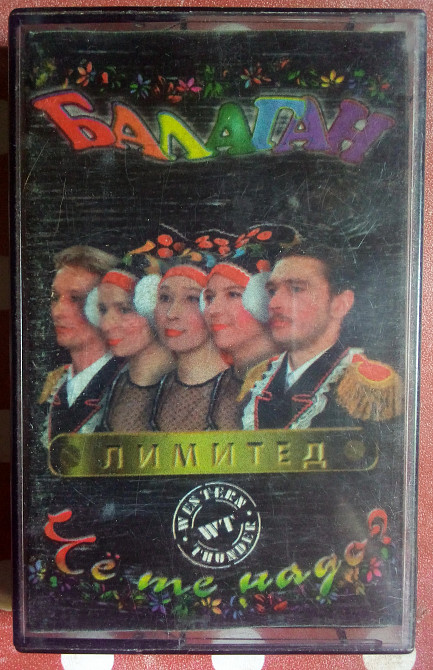 БАЛАГАН
ЛИМИТЕД
WESTERN
WT
THUNDER
Чё те надо?